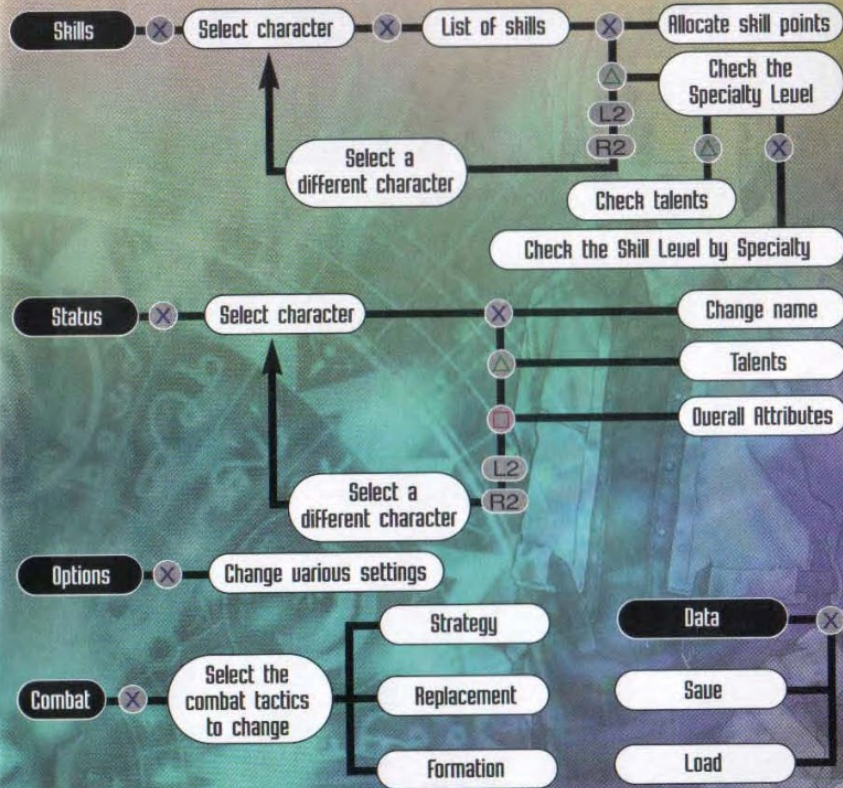 Skills
X
Select character
X
List of skills
X
Allocate skill points
△
Check the
Specialty Level
L2
R2
Select a
different character
△
X
Check talents
Check the Skill Level by Specialty
Status
X
Select character
X
Change name
△
Talents
□
Overall Attributes
L2
R2
Select a
different character
Options
X
Change various settings
Combat
X
Select the
combat tactics
to change
Strategy
Replacement
Formation
Data
X
Save
Load